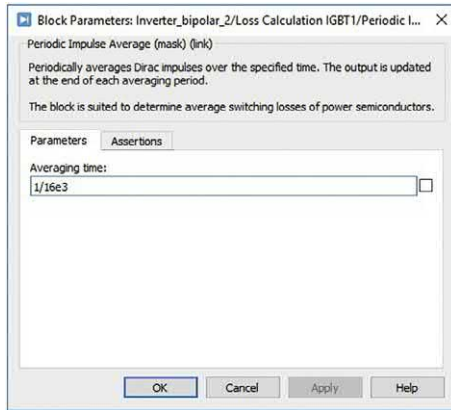 Block Parameters: Inverter_bipolar_2/Loss Calculation IGBT1/Periodic I...
Periodic Impulse Average (mask) (link)
Periodically averages Dirac impulses over the specified time. The output is updated
at the end of each averaging period.
The block is suited to determine average switching losses of power semiconductors.
Parameters Assertions
Averaging time:
1/16e3
OK Cancel Apply Help